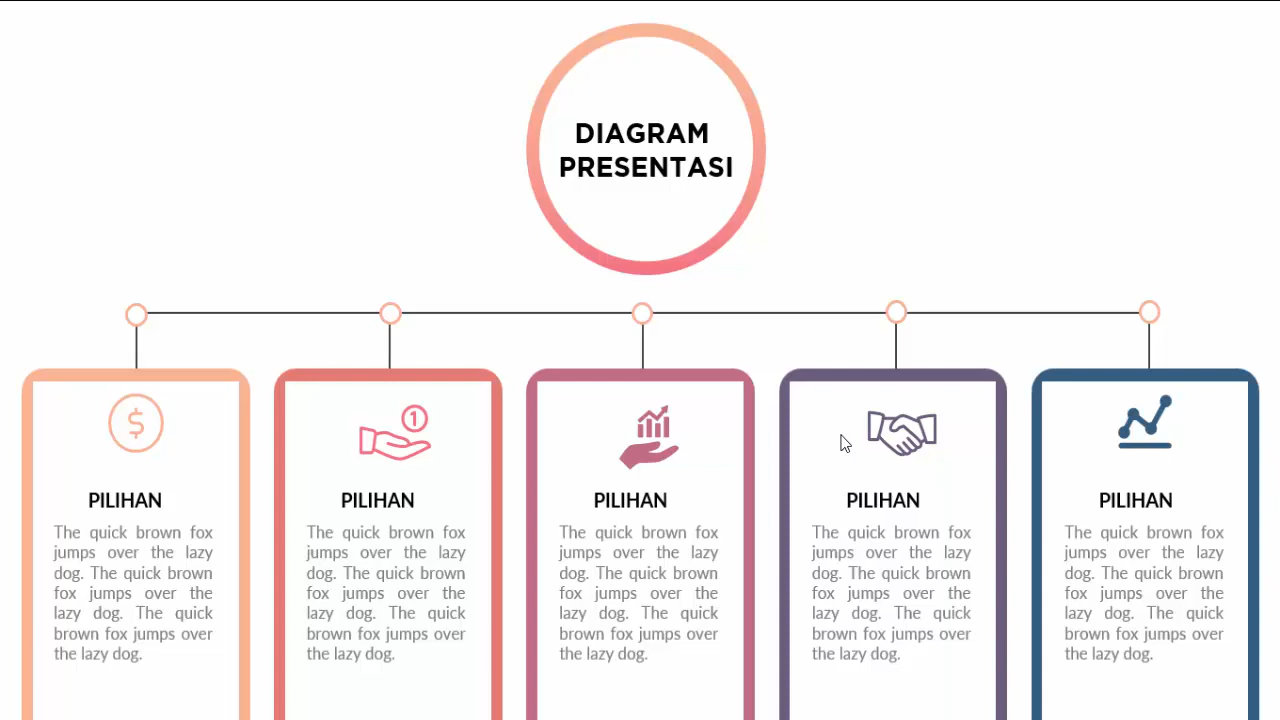 DIAGRAM
PRESENTASI
$
1
PILIHAN
The quick brown fox
jumps over the lazy
dog. The quick brown
fox jumps over the
lazy dog. The quick
brown fox jumps over
the lazy dog.
PILIHAN
The quick brown fox
jumps over the lazy
dog. The quick brown
fox jumps over the
lazy dog. The quick
brown fox jumps over
the lazy dog.
PILIHAN
The quick brown fox
jumps over the lazy
dog. The quick brown
fox jumps over the
lazy dog. The quick
brown fox jumps over
the lazy dog.
PILIHAN
The quick brown fox
jumps over the lazy
dog. The quick brown
fox jumps over the
lazy dog. The quick
brown fox jumps over
the lazy dog.
PILIHAN
The quick brown fox
jumps over the lazy
dog. The quick brown
fox jumps over the
lazy dog. The quick
brown fox jumps over
the lazy dog.